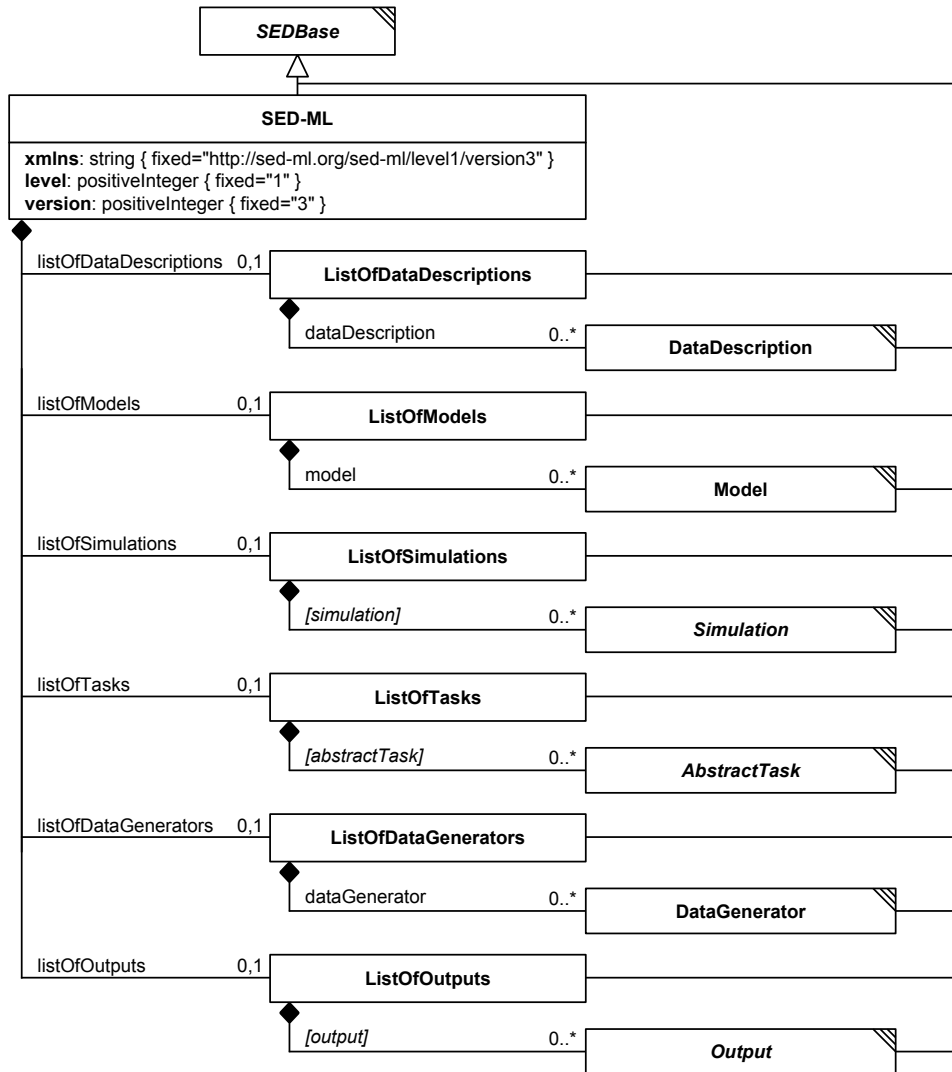 SEDBase
SED-ML
xmlns: string { fixed="http://sed-ml.org/sed-ml/level1/version3" }
level: positiveInteger { fixed="1" }
version: positiveInteger { fixed="3" }
listOfDataDescriptions 0,1
ListOfDataDescriptions
dataDescription 0..*
DataDescription
listOfModels 0,1
ListOfModels
model 0..*
Model
listOfSimulations 0,1
ListOfSimulations
[simulation] 0..*
Simulation
listOfTasks 0,1
ListOfTasks
[abstractTask] 0..*
AbstractTask
listOfDataGenerators 0,1
ListOfDataGenerators
dataGenerator 0..*
DataGenerator
listOfOutputs 0,1
ListOfOutputs
[output] 0..*
Output